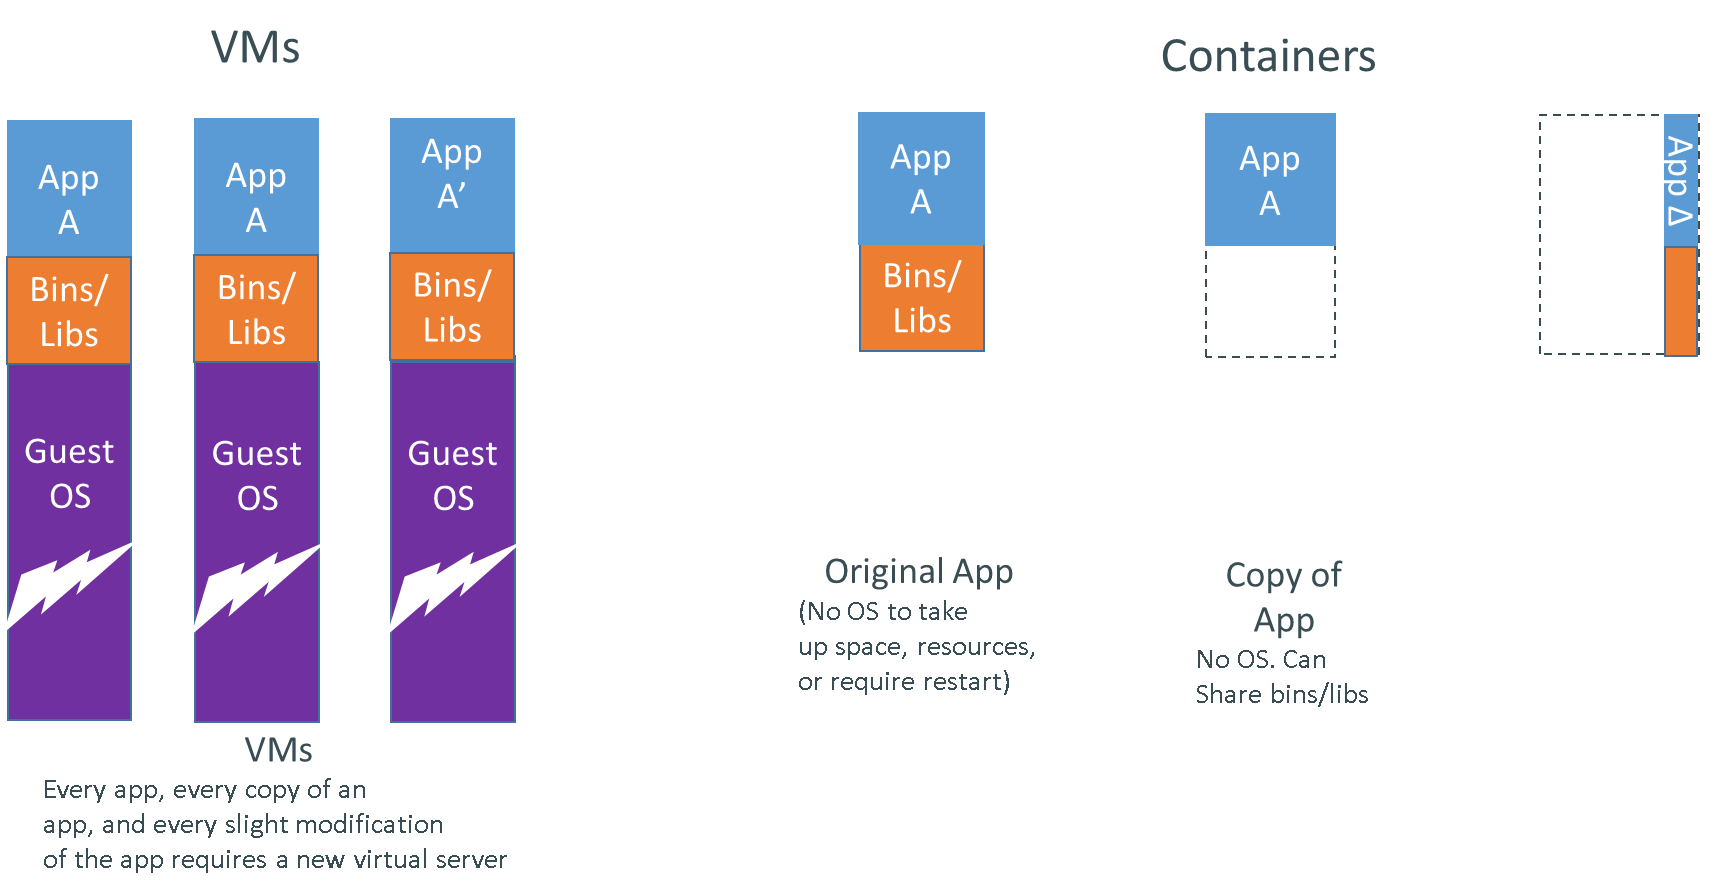 VMs
App
A
Bins/
Libs
Guest
OS
App
A
Bins/
Libs
Guest
OS
App
A’
Bins/
Libs
Guest
OS
VMs
Every app, every copy of an
app, and every slight modification
of the app requires a new virtual server
Containers
App
A
Bins/
Libs
Original App
(No OS to take
up space, resources,
or require restart)
App
A
Copy of
App
No OS. Can
Share bins/libs
App Δ